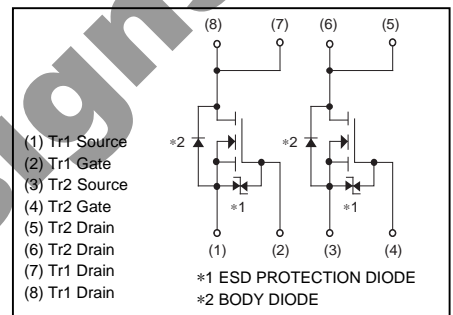 (8) (7) (6) (5)
(1) Tr1 Source
(2) Tr1 Gate
(3) Tr2 Source
(4) Tr2 Gate
(5) Tr2 Drain
(6) Tr2 Drain
(7) Tr1 Drain
(8) Tr1 Drain
∗2 ∗2
∗1 ∗1
(1) (2) (3) (4)
∗1 ESD PROTECTION DIODE
∗2 BODY DIODE